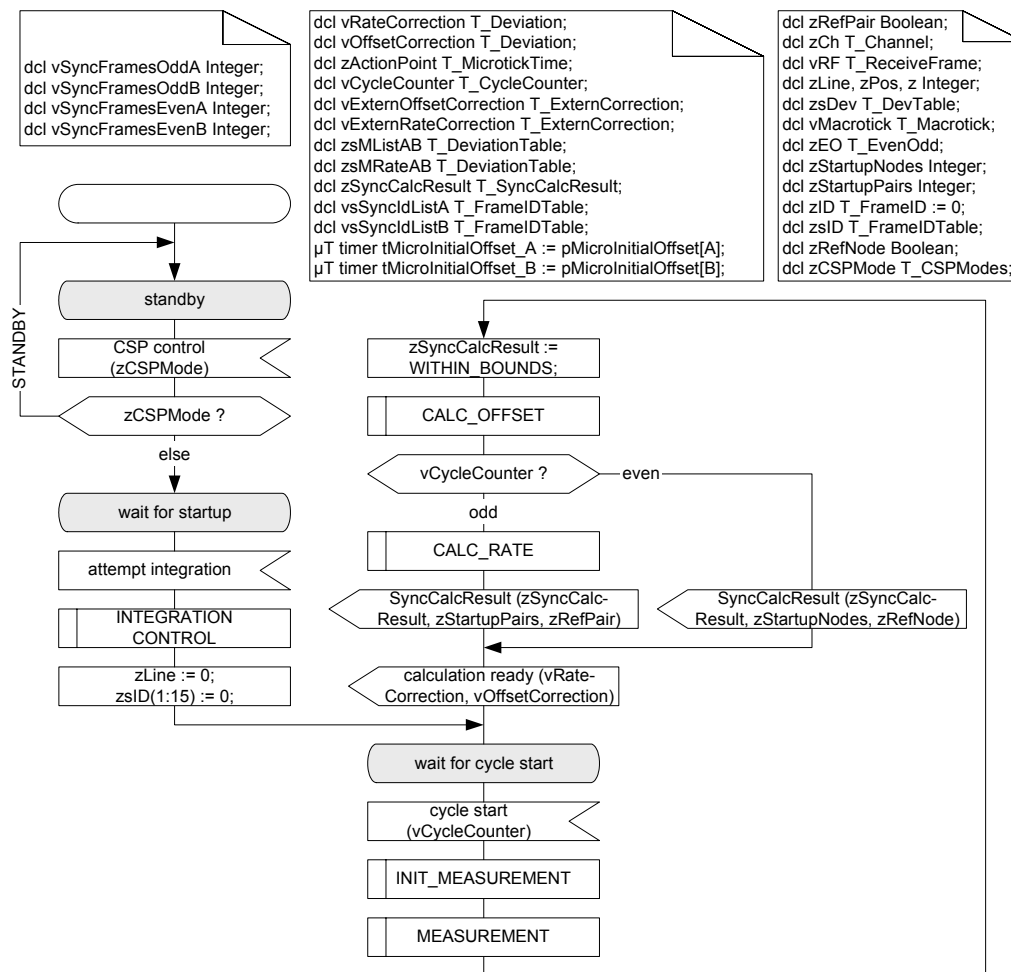 dcl vSyncFramesOddA Integer;
dcl vSyncFramesOddB Integer;
dcl vSyncFramesEvenA Integer;
dcl vSyncFramesEvenB Integer;
dcl vRateCorrection T_Deviation;
dcl vOffsetCorrection T_Deviation;
dcl zActionPoint T_MicrotickTime;
dcl vCycleCounter T_CycleCounter;
dcl vExternOffsetCorrection T_ExternCorrection;
dcl vExternRateCorrection T_ExternCorrection;
dcl zsMListAB T_DeviationTable;
dcl zsMRateAB T_DeviationTable;
dcl zSyncCalcResult T_SyncCalcResult;
dcl vsSyncIdListA T_FrameIDTable;
dcl vsSyncIdListB T_FrameIDTable;
µT timer tMicroInitialOffset_A := pMicroInitialOffset[A];
µT timer tMicroInitialOffset_B := pMicroInitialOffset[B];
dcl zRefPair Boolean;
dcl zCh T_Channel;
dcl vRF T_ReceiveFrame;
dcl zLine, zPos, z Integer;
dcl zsDev T_DevTable;
dcl vMacrotick T_Macrotick;
dcl zEO T_EvenOdd;
dcl zStartupNodes Integer;
dcl zStartupPairs Integer;
dcl zID T_FrameID := 0;
dcl zsID T_FrameIDTable;
dcl zRefNode Boolean;
dcl zCSPMode T_CSPModes;
standby
CSP control
(zCSPMode)
STANDBY
zCSPMode ?
else
wait for startup
attempt integration
INTEGRATION
CONTROL
zLine := 0;
zsID(1:15) := 0;
zSyncCalcResult :=
WITHIN_BOUNDS;
CALC_OFFSET
vCycleCounter ?
even
odd
CALC_RATE
SyncCalcResult (zSyncCalc-
Result, zStartupPairs, zRefPair)
SyncCalcResult (zSyncCalc-
Result, zStartupNodes, zRefNode)
calculation ready (vRate-
Correction, vOffsetCorrection)
wait for cycle start
cycle start
(vCycleCounter)
INIT_MEASUREMENT
MEASUREMENT